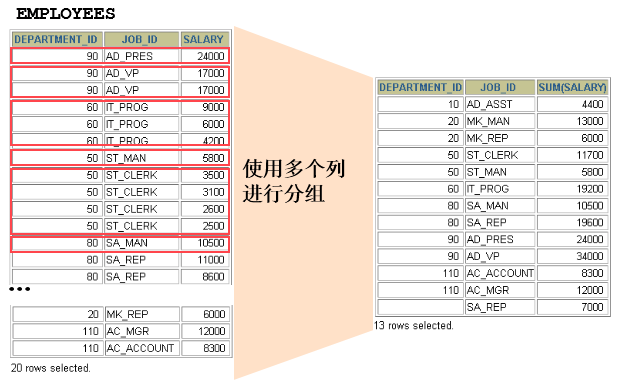 EMPLOYEES
DEPARTMENT_ID JOB_ID SALARY
90 AD_PRES 24000
90 AD_VP 17000
90 AD_VP 17000
60 IT_PROG 9000
60 IT_PROG 6000
60 IT_PROG 4200
50 ST_MAN 5800
50 ST_CLERK 3500
50 ST_CLERK 3100
50 ST_CLERK 2600
50 ST_CLERK 2500
80 SA_MAN 10500
80 SA_REP 11000
80 SA_REP 8600
...
20 MK_REP 6000
110 AC_MGR 12000
110 AC_ACCOUNT 8300
20 rows selected.
使用多个列
进行分组
DEPARTMENT_ID JOB_ID SUM(SALARY)
10 AD_ASST 4400
20 MK_MAN 13000
20 MK_REP 6000
50 ST_CLERK 11700
50 ST_MAN 5800
60 IT_PROG 19200
80 SA_MAN 10500
80 SA_REP 19600
90 AD_PRES 24000
90 AD_VP 34000
110 AC_ACCOUNT 8300
110 AC_MGR 12000
SA_REP 7000
13 rows selected.